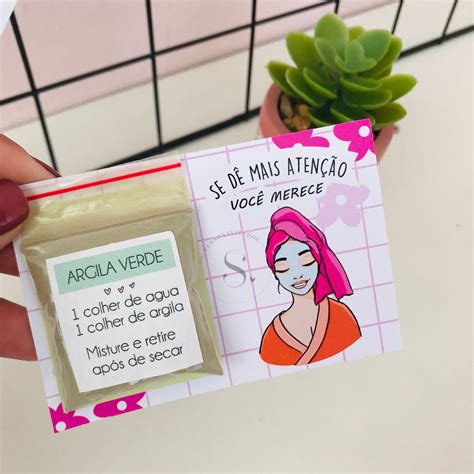 SE DÊ MAIS ATENÇÃO
VOCÊ MERECE
ARGILA VERDE
1 colher de agua
1 colher de argila
Misture e retire
após de secar
S.